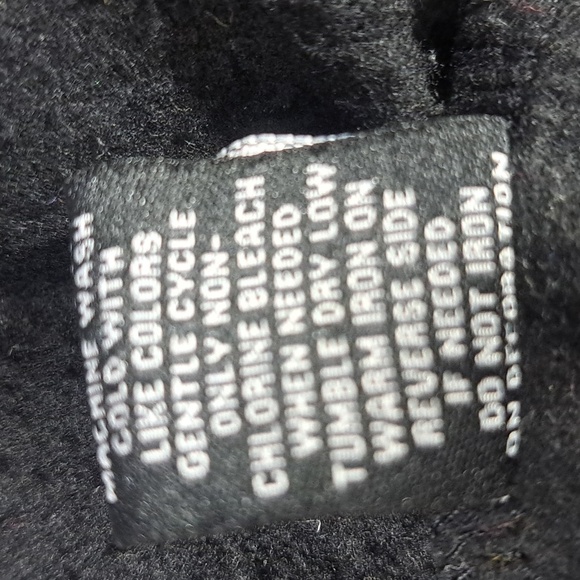 MACHINE WASH
COLD WITH
LIKE COLORS
GENTLE CYCLE
ONLY NON-
CHLORINE BLEACH
WHEN NEEDED
TUMBLE DRY LOW
WARM IRON ON
REVERSE SIDE
IF NEEDED
DO NOT IRON
ON DECORATION